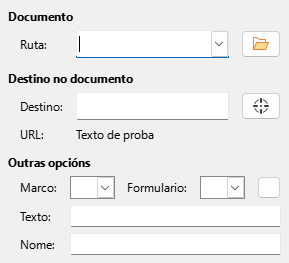 Documento
Ruta:
Destino no documento
Destino:
URL: Texto de proba
Outras opcións
Marco: Formulario:
Texto:
Nome: